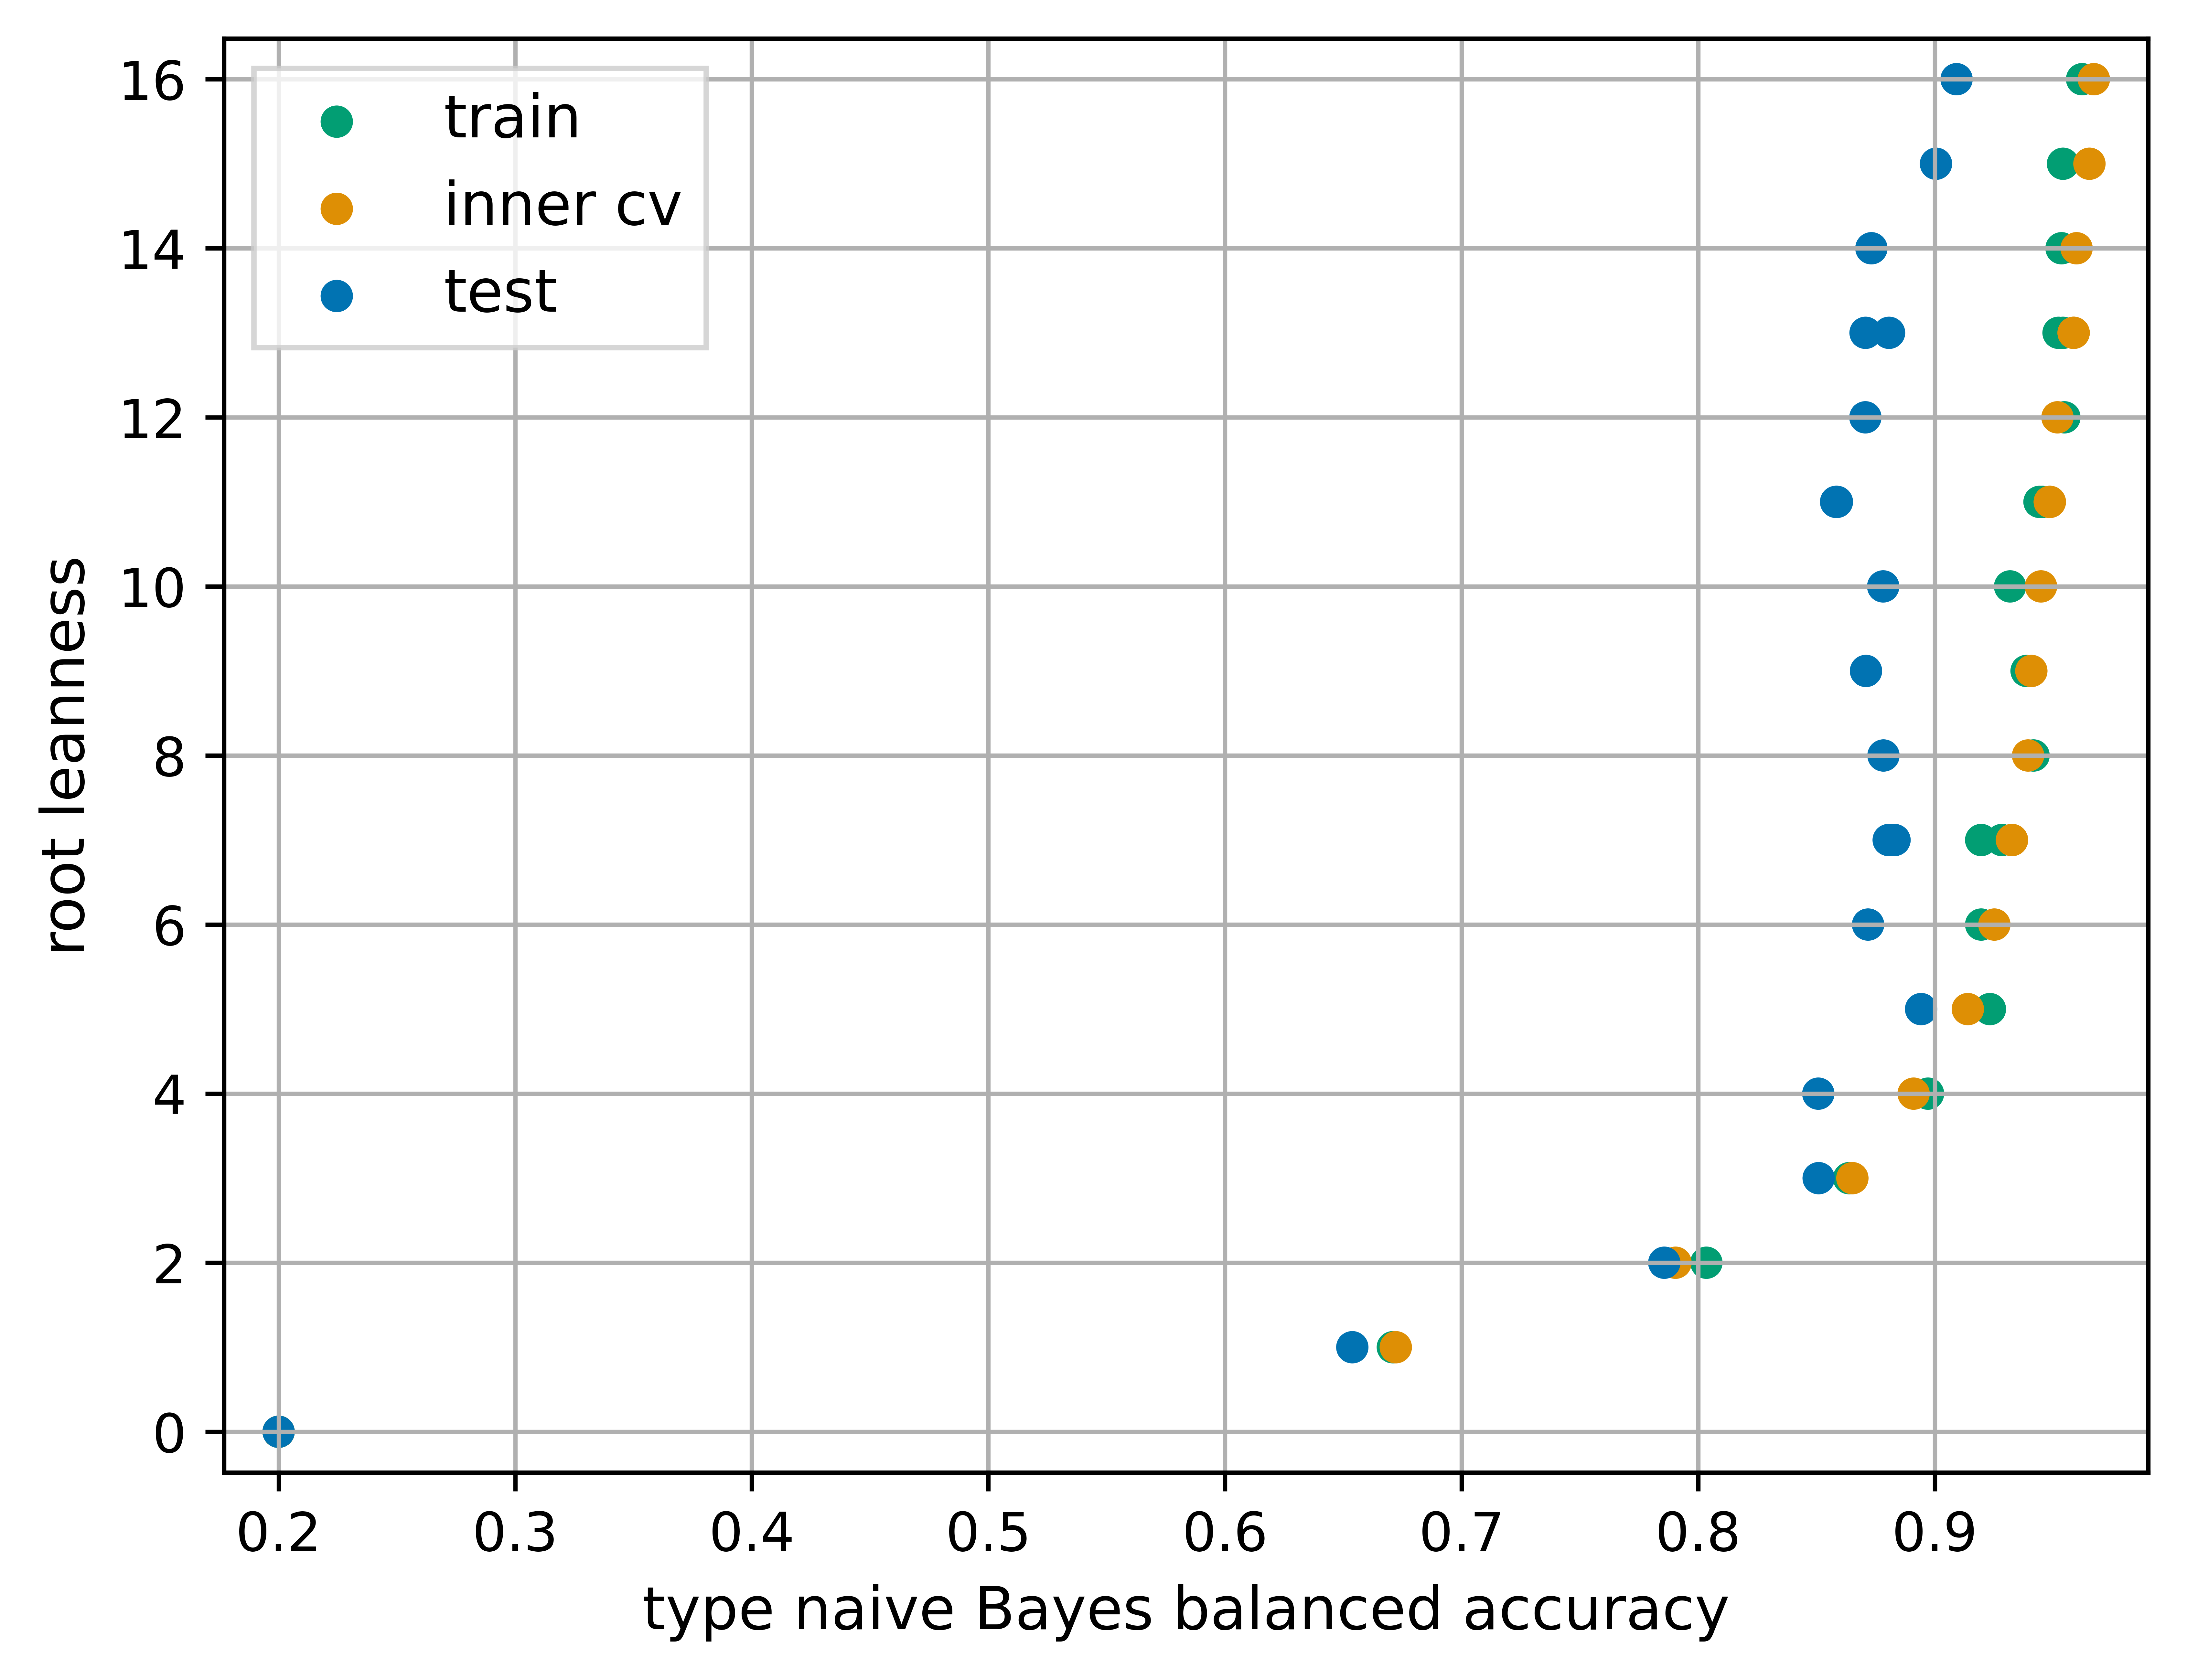 train
inner cv
test
16
14
12
10
8
6
4
2
0
root leanness
0.2 0.3 0.4 0.5 0.6 0.7 0.8 0.9
type naive Bayes balanced accuracy